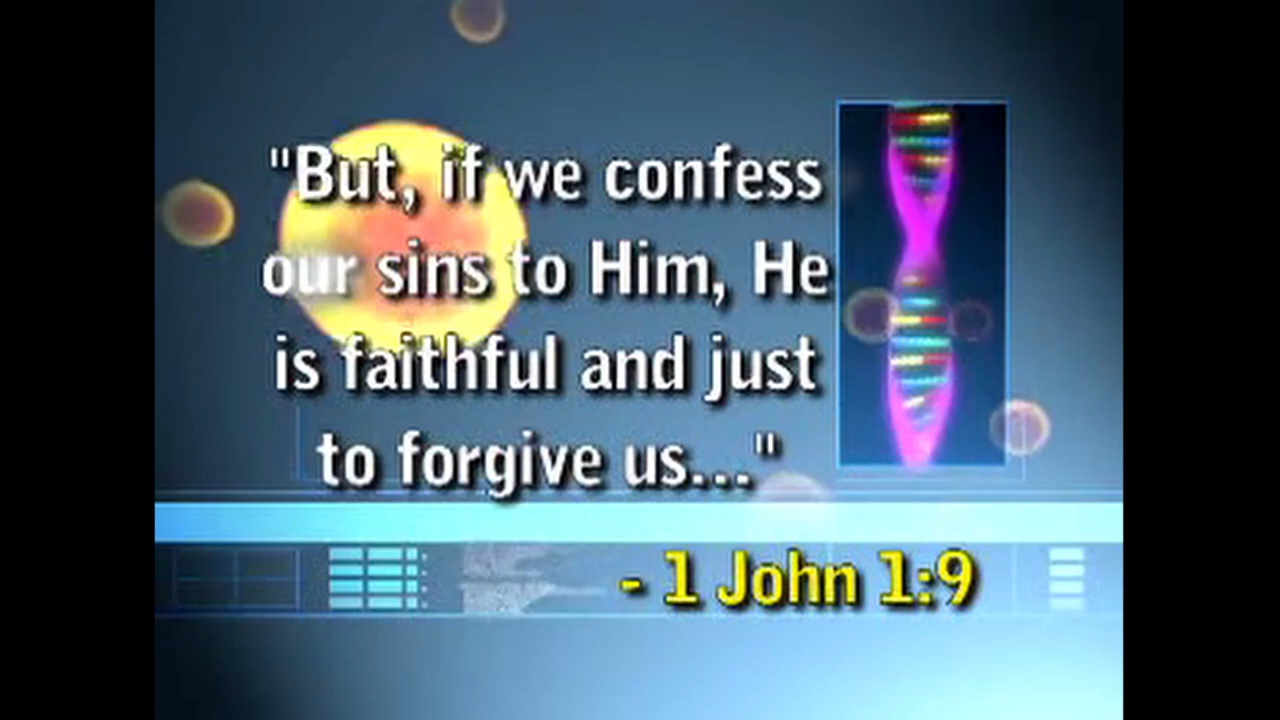 "But, if we confess
our sins to Him, He
is faithful and just
to forgive us..."
- 1 John 1:9